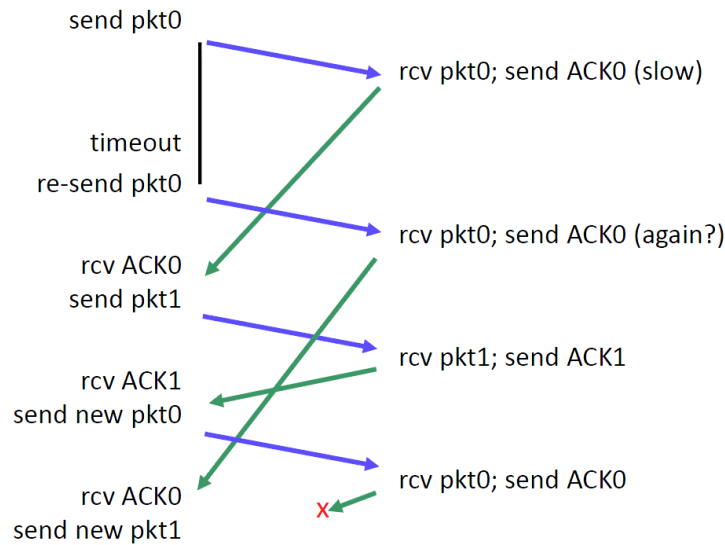 send pkt0
rcv pkt0; send ACK0 (slow)
timeout
re-send pkt0
rcv pkt0; send ACK0 (again?)
rcv ACK0
send pkt1
rcv pkt1; send ACK1
rcv ACK1
send new pkt0
rcv pkt0; send ACK0
rcv ACK0
X
send new pkt1